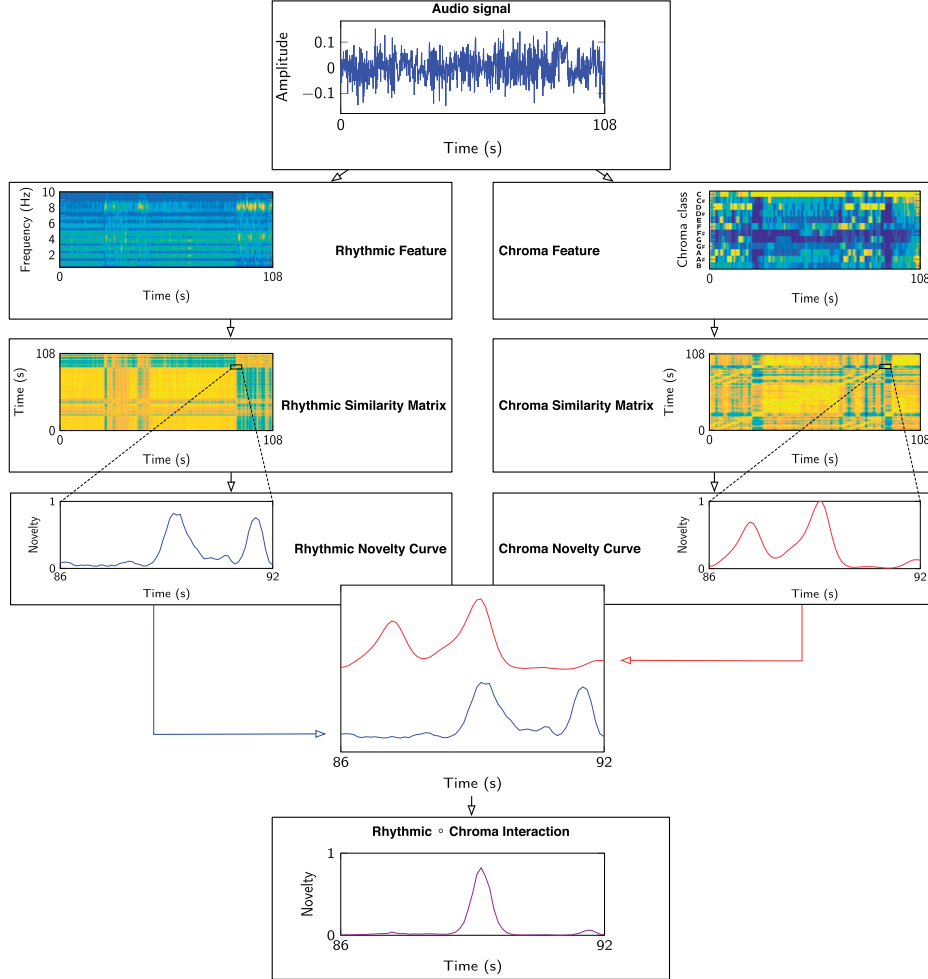 Audio signal
Amplitude
0.1
0
−0.1
0
108
Time (s)
Frequency (Hz)
10
8
6
4
2
0
108
Time (s)
Rhythmic Feature
Chroma Feature
Chroma class
C
C#
D
D#
E
F
F#
G
G#
A
A#
B
0
108
Time (s)
Time (s)
108
0
0
108
Time (s)
Rhythmic Similarity Matrix
Chroma Similarity Matrix
Time (s)
108
0
0
108
Time (s)
Novelty
1
0
86
92
Time (s)
Rhythmic Novelty Curve
Chroma Novelty Curve
Novelty
1
0
86
92
Time (s)
86
92
Time (s)
Rhythmic ∘ Chroma Interaction
Novelty
1
0
86
92
Time (s)